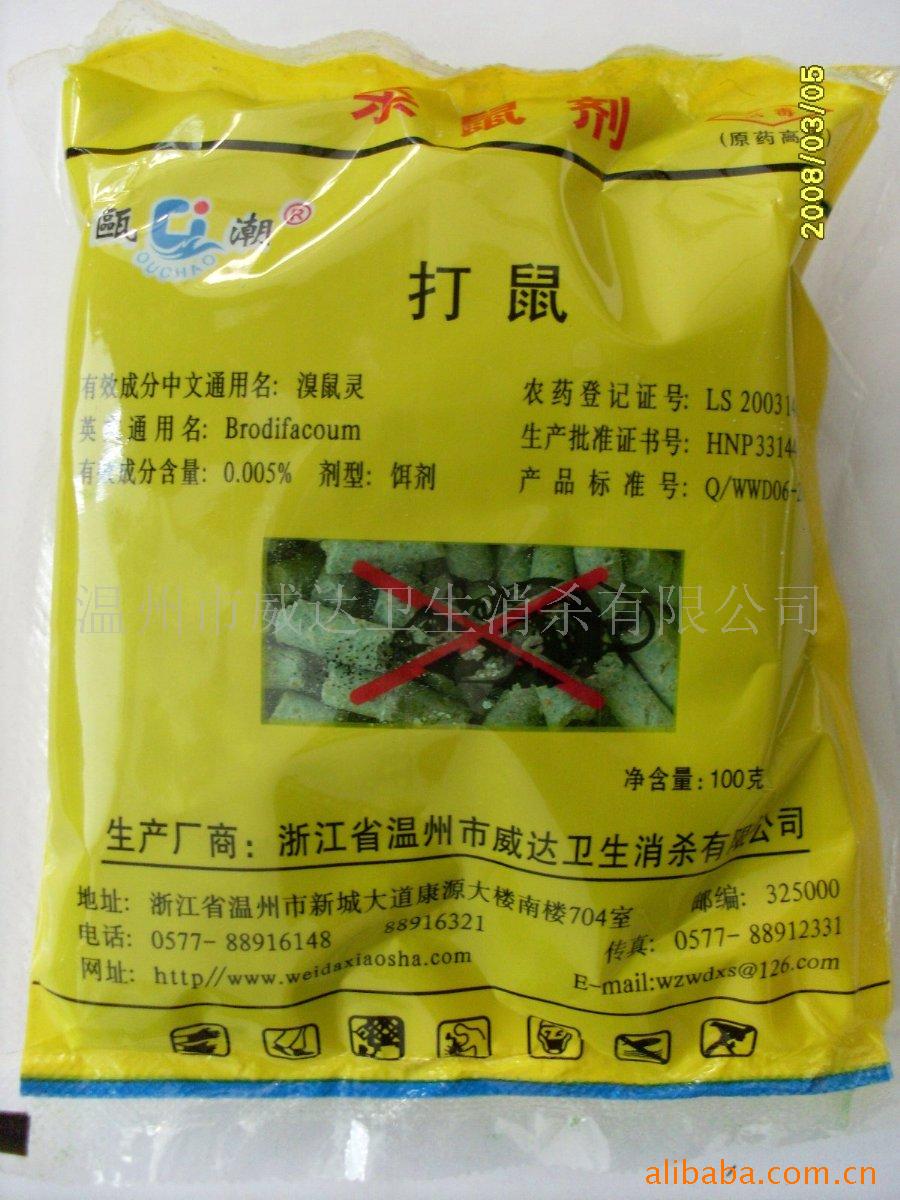 杀鼠剂
(原药高
2008/03/05
瓯 潮 ®
OUCHAO
打鼠
有效成分中文通用名: 溴鼠灵
农药登记证号: LS 200314
英 通用名: Brodifacoum
生产批准证书号: HNP33144
有效成分含量: 0.005% 剂型: 饵剂
产品标准号: Q/WWD06-2
温州市威达卫生消杀有限公司
净含量: 100克
生产厂商: 浙江省温州市威达卫生消杀有限公司
地址: 浙江省温州市新城大道康源大楼南楼704室 邮编: 325000
电话: 0577- 88916148 88916321 传真: 0577- 88912331
网址: http//www.weidaxiaosha.com E-mail:wzwdxs@126.com
alibaba.com.cn